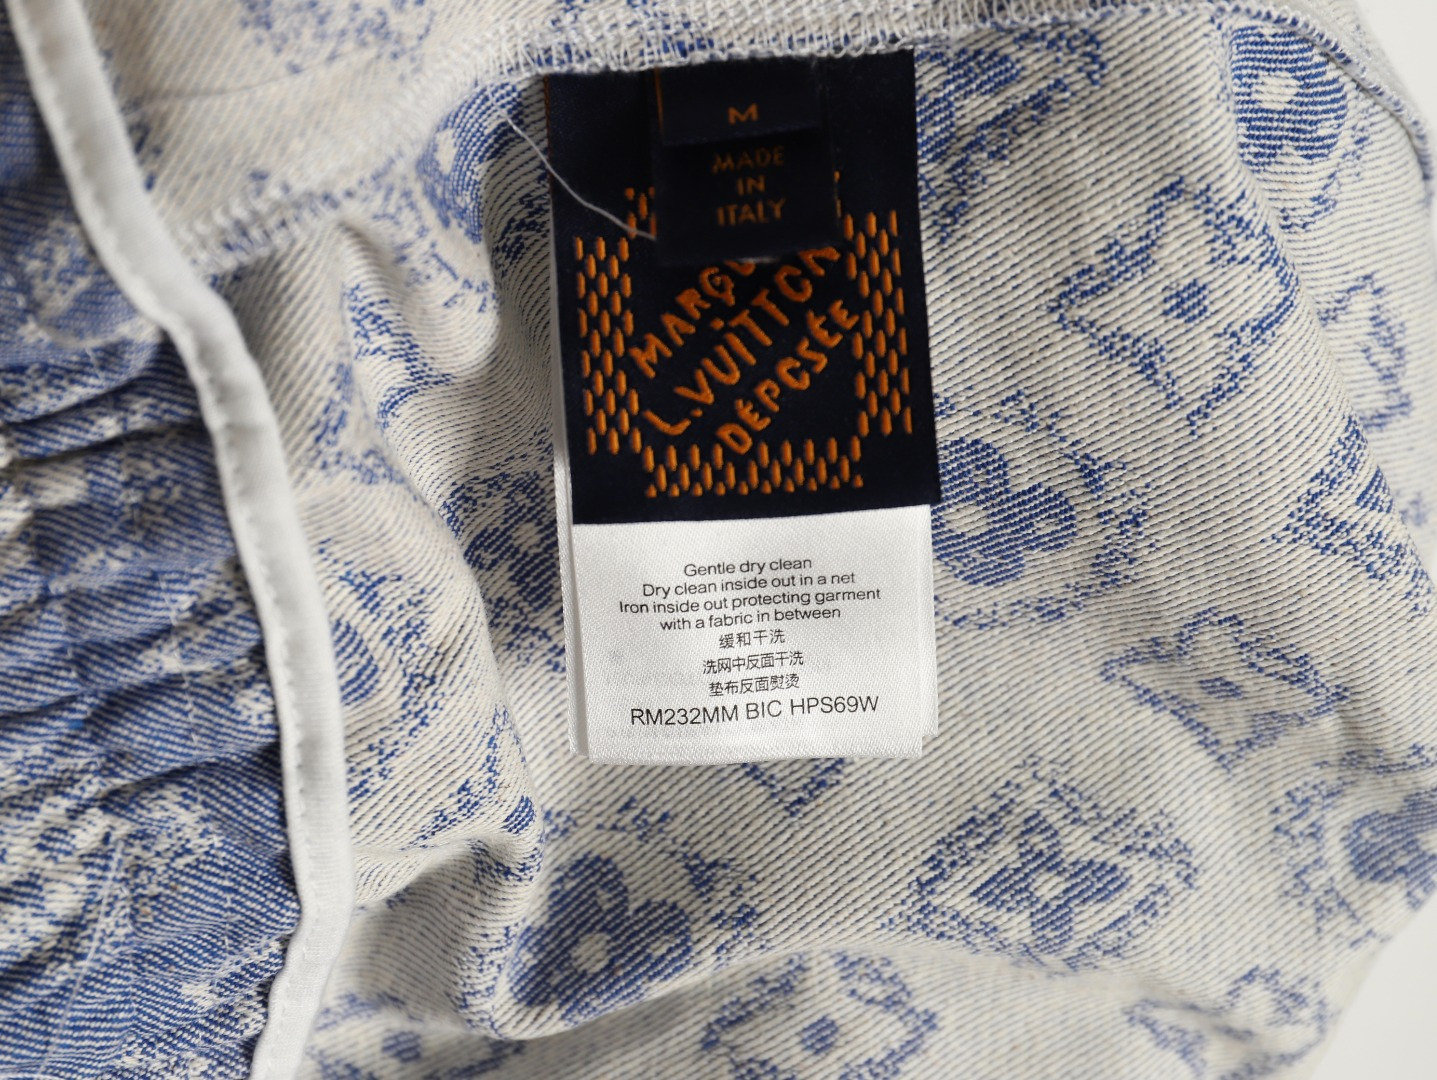 M
MADE
IN
ITALY
MARQU
L.VUiTTON
DÉPOSÉE
Gentle dry clean
Dry clean inside out in a net
Iron inside out protecting garment
with a fabric in between
缓和干洗
洗网中反面干洗
垫布反面熨烫
RM232MM BIC HPS69W